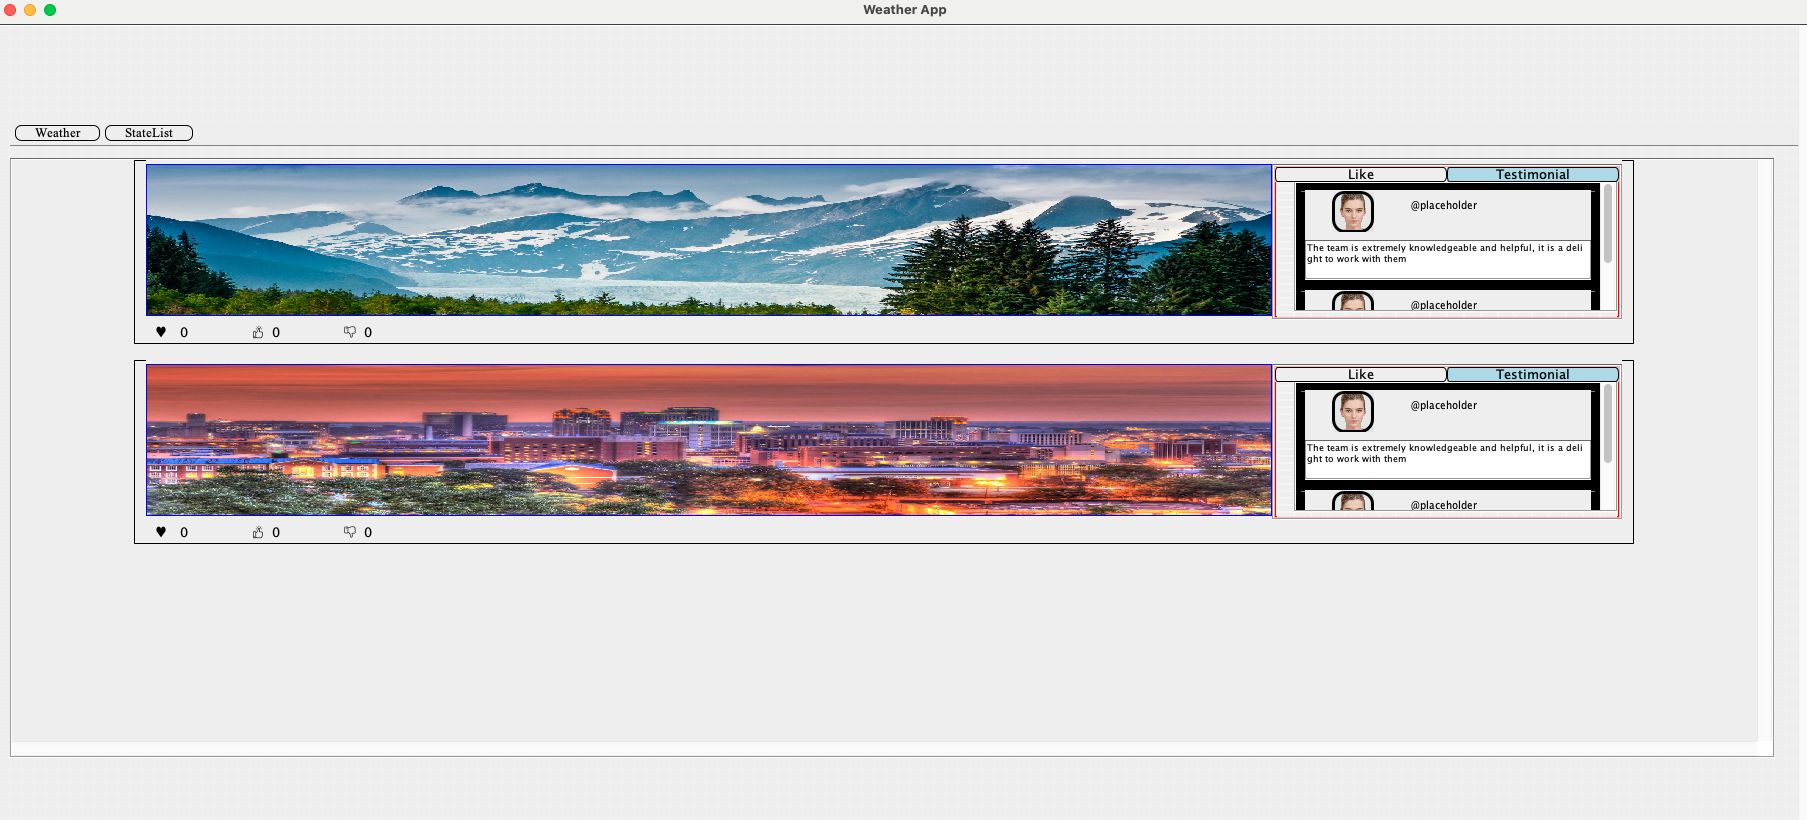 Weather App
Weather StateList
Like Testimonial
@placeholder
The team is extremely knowledgeable and helpful, it is a deli
ght to work with them
@placeholder
0 0 0
Like Testimonial
@placeholder
The team is extremely knowledgeable and helpful, it is a deli
ght to work with them
@placeholder
0 0 0